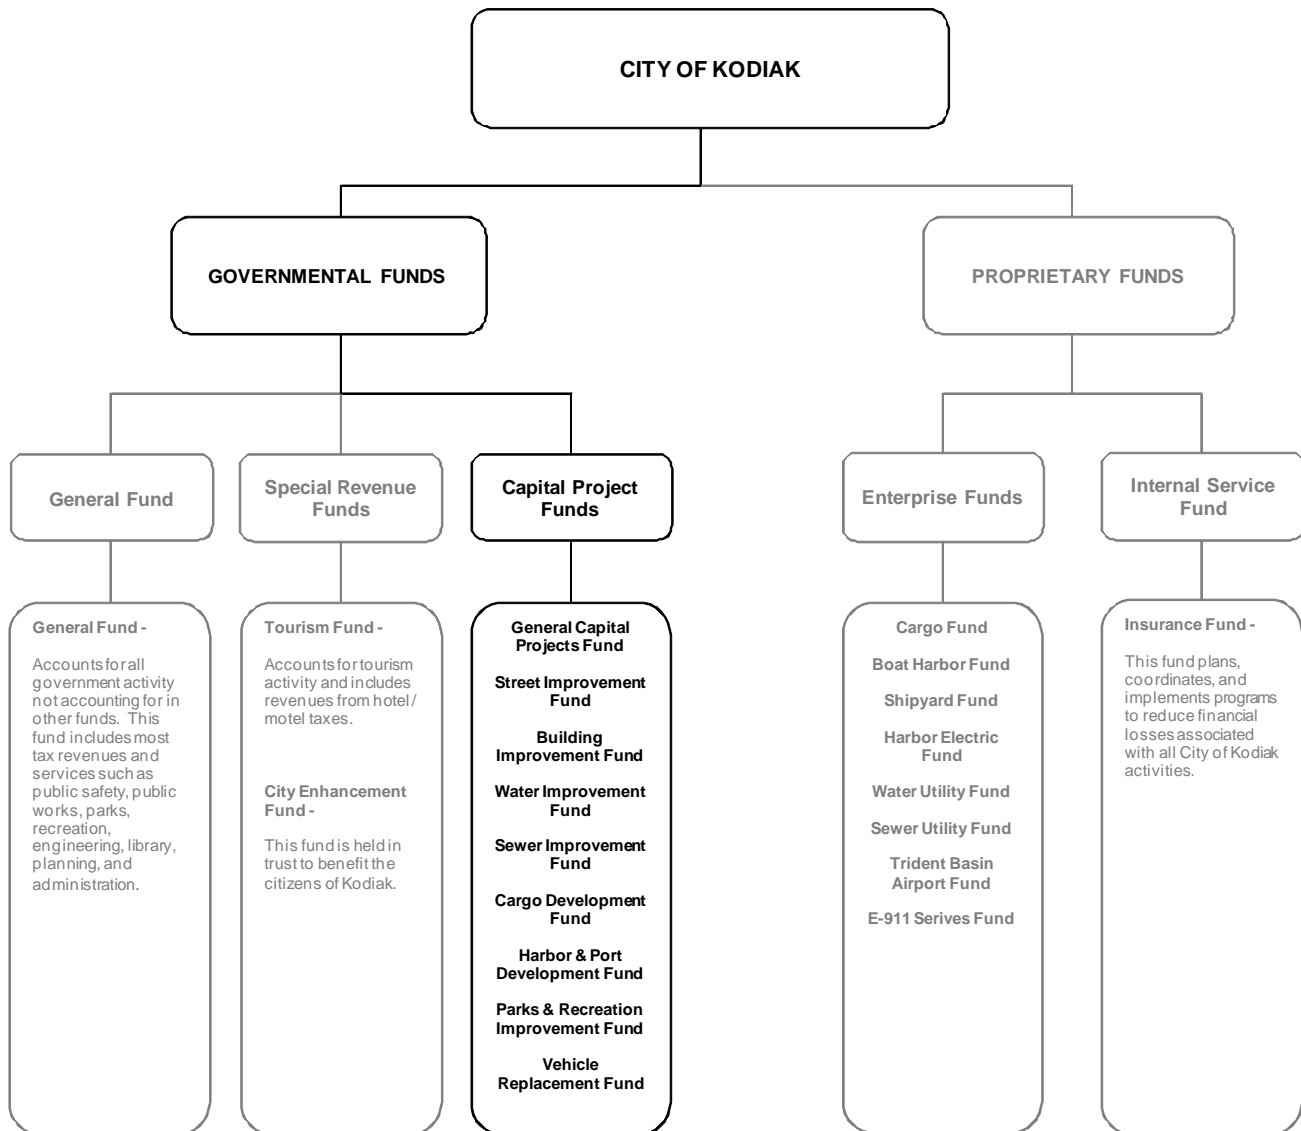 CITY OF KODIAK
GOVERNMENTAL FUNDS
PROPRIETARY FUNDS
General Fund
Special Revenue
Funds
Capital Project
Funds
Enterprise Funds
Internal Service
Fund
General Fund -
Accounts for all
government activity
not accounting for in
other funds. This
fund includes most
tax revenues and
services such as
public safety, public
works, parks,
recreation,
engineering, library,
planning, and
administration.
Tourism Fund -
Accounts for tourism
activity and includes
revenues from hotel/
motel taxes.
City Enhancement
Fund -
This fund is held in
trust to benefit the
citizens of Kodiak.
General Capital
Projects Fund
Street Improvement
Fund
Building
Improvement Fund
Water Improvement
Fund
Sewer Improvement
Fund
Cargo Development
Fund
Harbor & Port
Development Fund
Parks & Recreation
Improvement Fund
Vehicle
Replacement Fund
Cargo Fund
Boat Harbor Fund
Shipyard Fund
Harbor Electric
Fund
Water Utility Fund
Sewer Utility Fund
Trident Basin
Airport Fund
E-911 Serives Fund
Insurance Fund -
This fund plans,
coordinates, and
implements programs
to reduce financial
losses associated
with all City of Kodiak
activities.